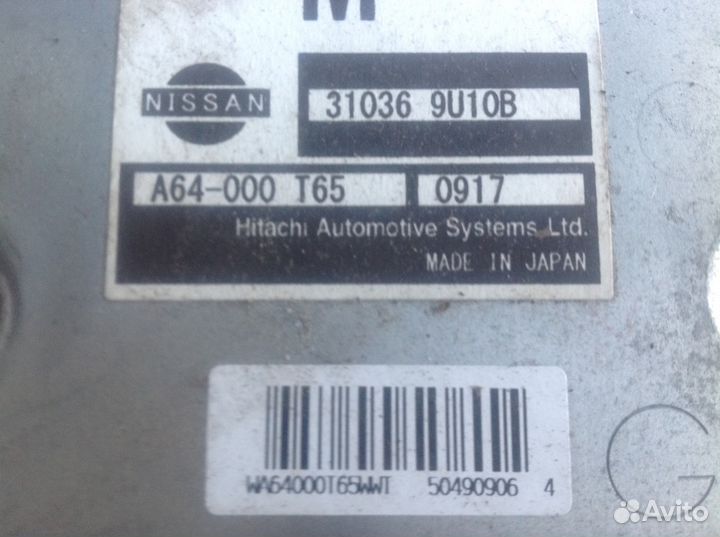 M
NISSAN 31036 9U10B
A64-000 T65 0917
Hitachi Automotive Systems, Ltd.
MADE IN JAPAN
WA64000T65WWT 50490906 4
G
Avito